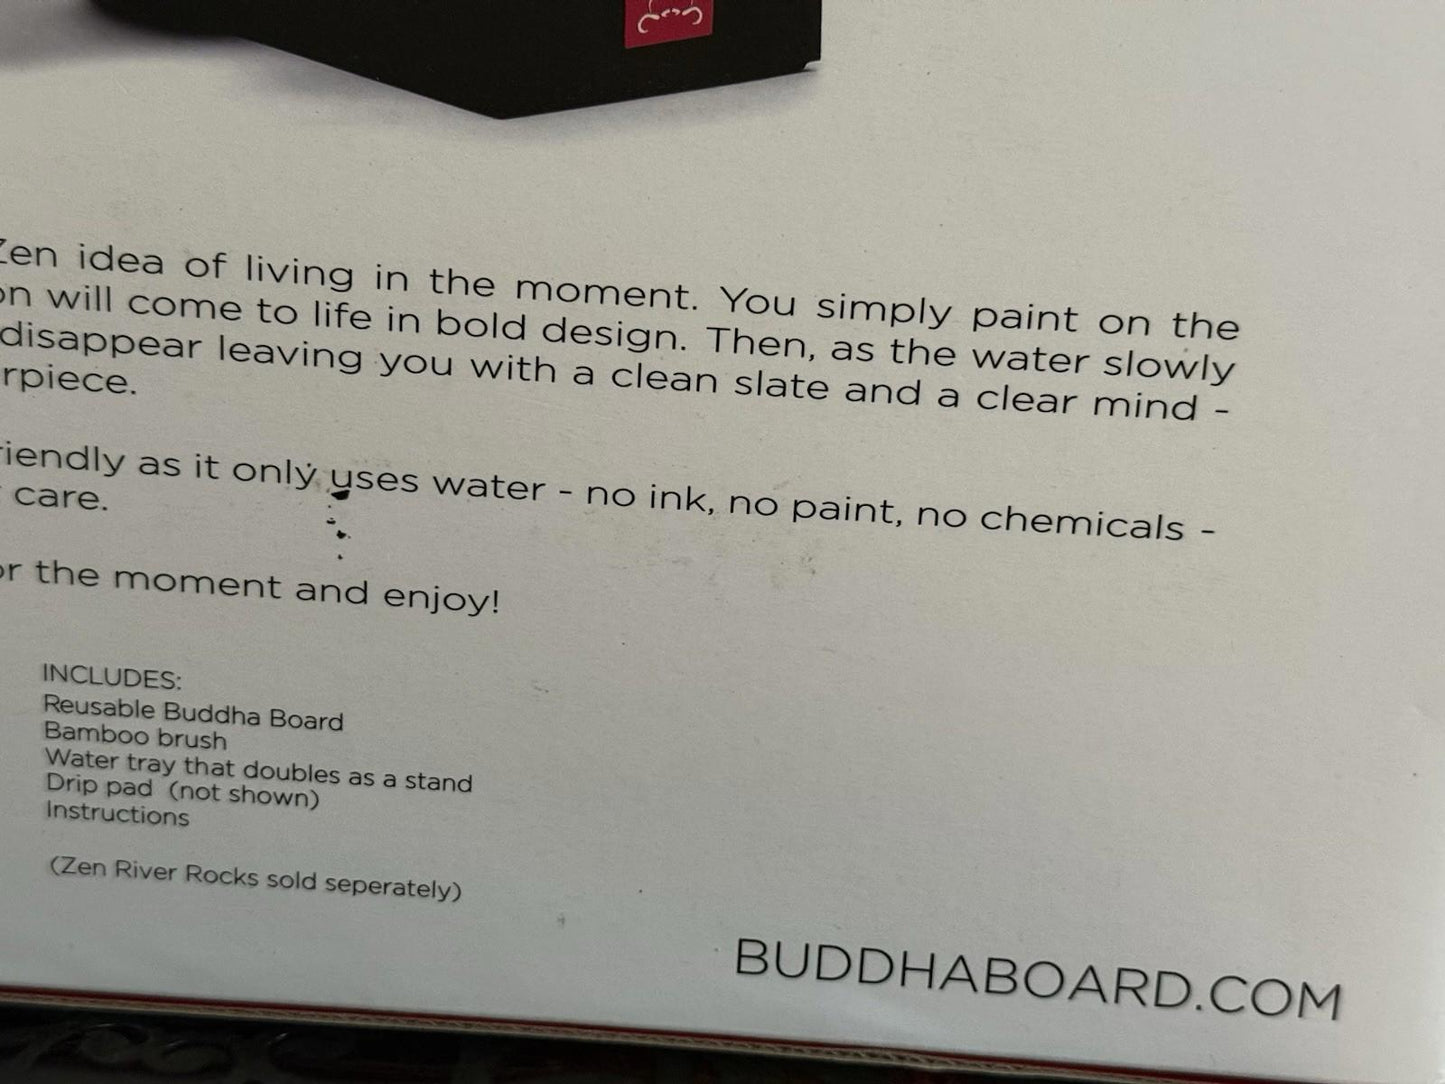 Zen idea of living in the moment. You simply paint on the
on will come to life in bold design. Then, as the water slowly
disappear leaving you with a clean slate and a clear mind -
rpiece.
riendly as it only uses water - no ink, no paint, no chemicals -
care.
or the moment and enjoy!
INCLUDES:
Reusable Buddha Board
Bamboo brush
Water tray that doubles as a stand
Drip pad (not shown)
Instructions
(Zen River Rocks sold seperately)
BUDDHABOARD.COM